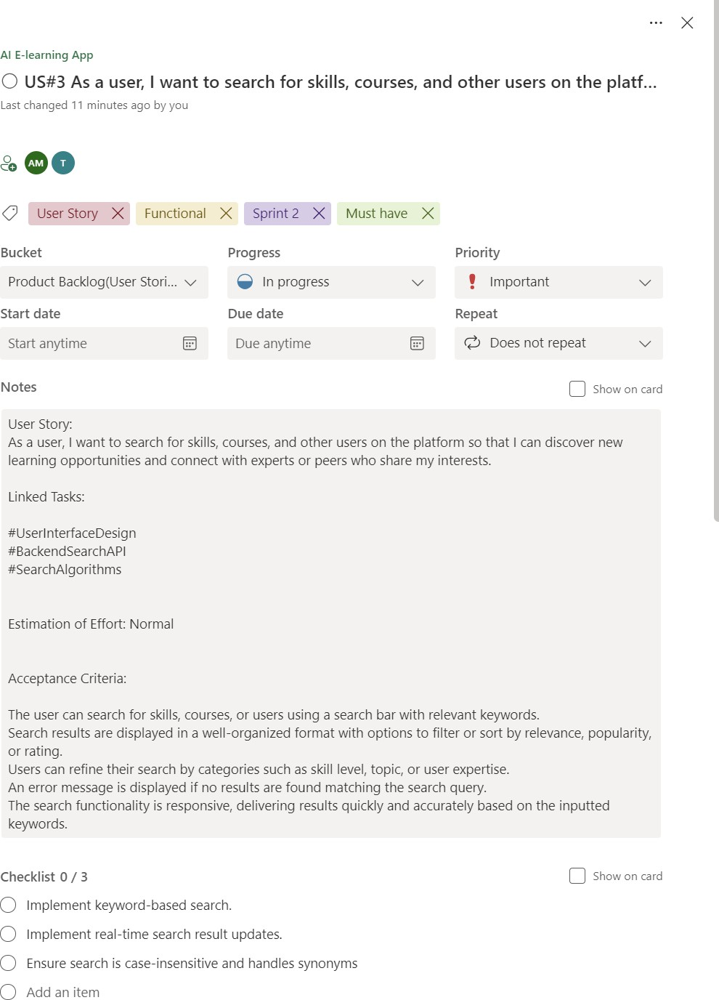 AI E-learning App
US#3 As a user, I want to search for skills, courses, and other users on the platf...
Last changed 11 minutes ago by you
AM T
User Story Functional Sprint 2 Must have
Bucket Progress Priority
Product Backlog(User Stori... In progress Important
Start date Due date Repeat
Start anytime Due anytime Does not repeat
Notes Show on card
User Story:
As a user, I want to search for skills, courses, and other users on the platform so that I can discover new
learning opportunities and connect with experts or peers who share my interests.
Linked Tasks:
#UserInterfaceDesign
#BackendSearchAPI
#SearchAlgorithms
Estimation of Effort: Normal
Acceptance Criteria:
The user can search for skills, courses, or users using a search bar with relevant keywords.
Search results are displayed in a well-organized format with options to filter or sort by relevance, popularity,
or rating.
Users can refine their search by categories such as skill level, topic, or user expertise.
An error message is displayed if no results are found matching the search query.
The search functionality is responsive, delivering results quickly and accurately based on the inputted
keywords.
Checklist 0 / 3 Show on card
Implement keyword-based search.
Implement real-time search result updates.
Ensure search is case-insensitive and handles synonyms
Add an item